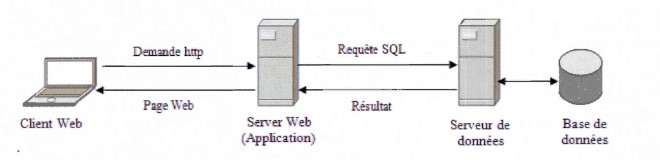 Demande http
Requête SQL
Page Web
Résultat
Client Web
Server Web
(Application)
Serveur de
données
Base de
données